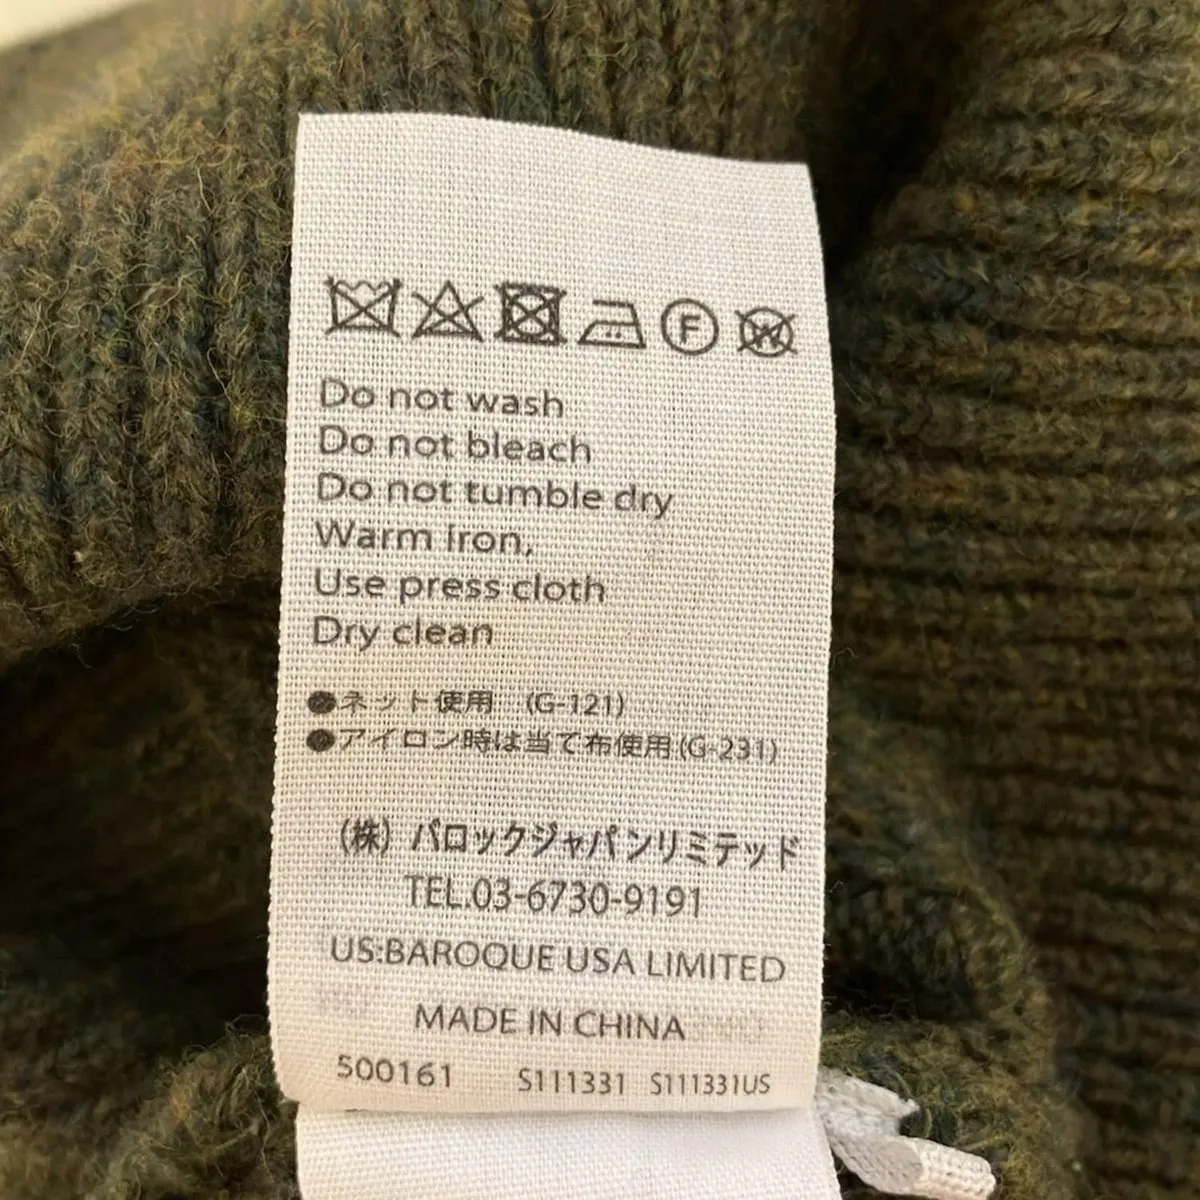 F W
Do not wash
Do not bleach
Do not tumble dry
Warm Iron,
Use press cloth
Dry clean
●ネット使用 (G-121)
●アイロン時は当て布使用(G-231)
(株) バロックジャパンリミテッド
TEL.03-6730-9191
US:BAROQUE USA LIMITED
MADE IN CHINA
500161 S111331 S111331US